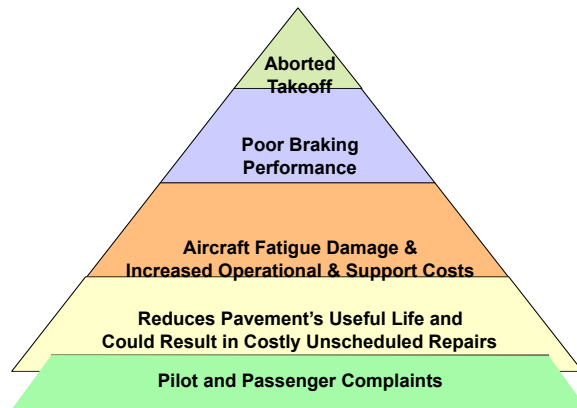 Aborted
Takeoff
Poor Braking
Performance
Aircraft Fatigue Damage &
Increased Operational & Support Costs
Reduces Pavement’s Useful Life and
Could Result in Costly Unscheduled Repairs
Pilot and Passenger Complaints